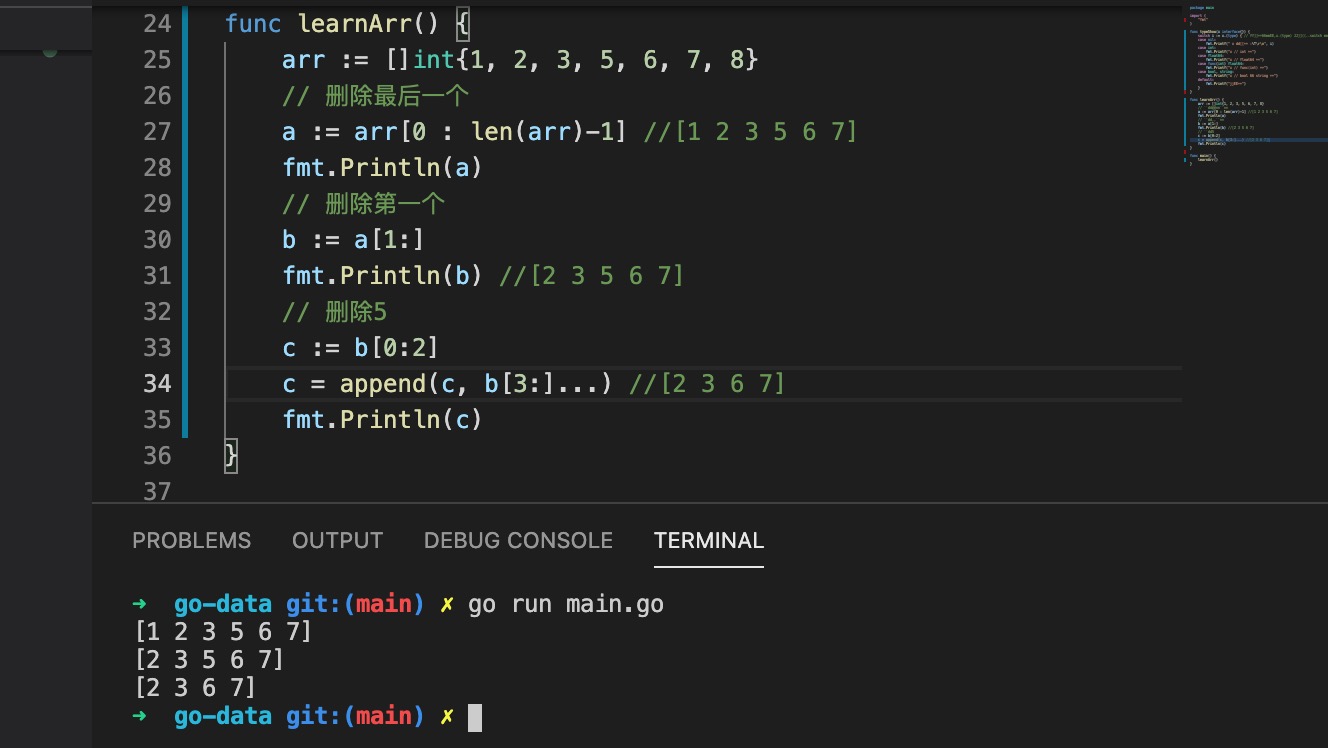 24 func learnArr() {
25 arr := []int{1, 2, 3, 5, 6, 7, 8}
26 // 删除最后一个
27 a := arr[0 : len(arr)-1] //[1 2 3 5 6 7]
28 fmt.Println(a)
29 // 删除第一个
30 b := a[1:]
31 fmt.Println(b) //[2 3 5 6 7]
32 // 删除5
33 c := b[0:2]
34 c = append(c, b[3:]...) //[2 3 6 7]
35 fmt.Println(c)
36 }
37
PROBLEMS OUTPUT DEBUG CONSOLE TERMINAL
➜ go-data git:(main) ✗ go run main.go
[1 2 3 5 6 7]
[2 3 5 6 7]
[2 3 6 7]
➜ go-data git:(main) ✗